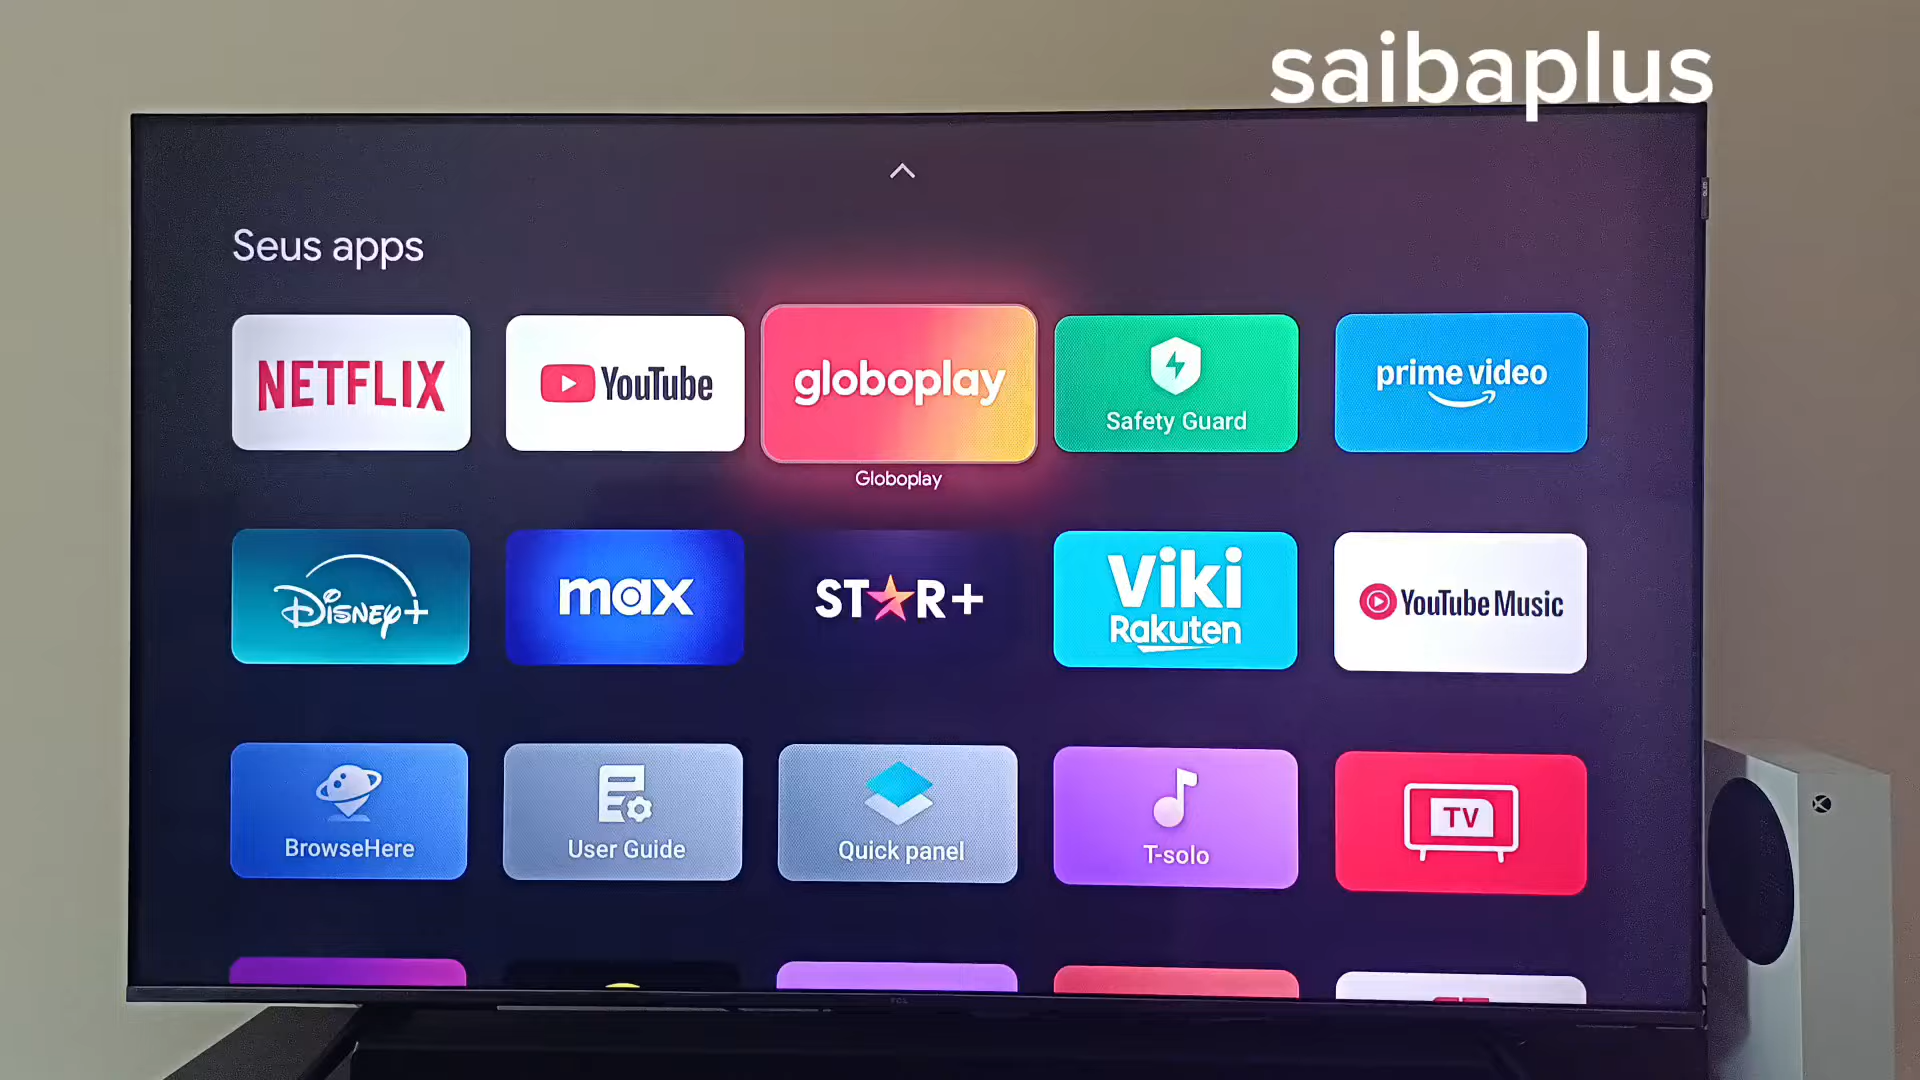 saibaplus
Seus apps
NETFLIX
YouTube
globoplay
Safety Guard
prime video
Globoplay
Disney+
max
STAR+
Viki
Rakuten
YouTube Music
BrowseHere
User Guide
Quick panel
T-solo
TV
TCL